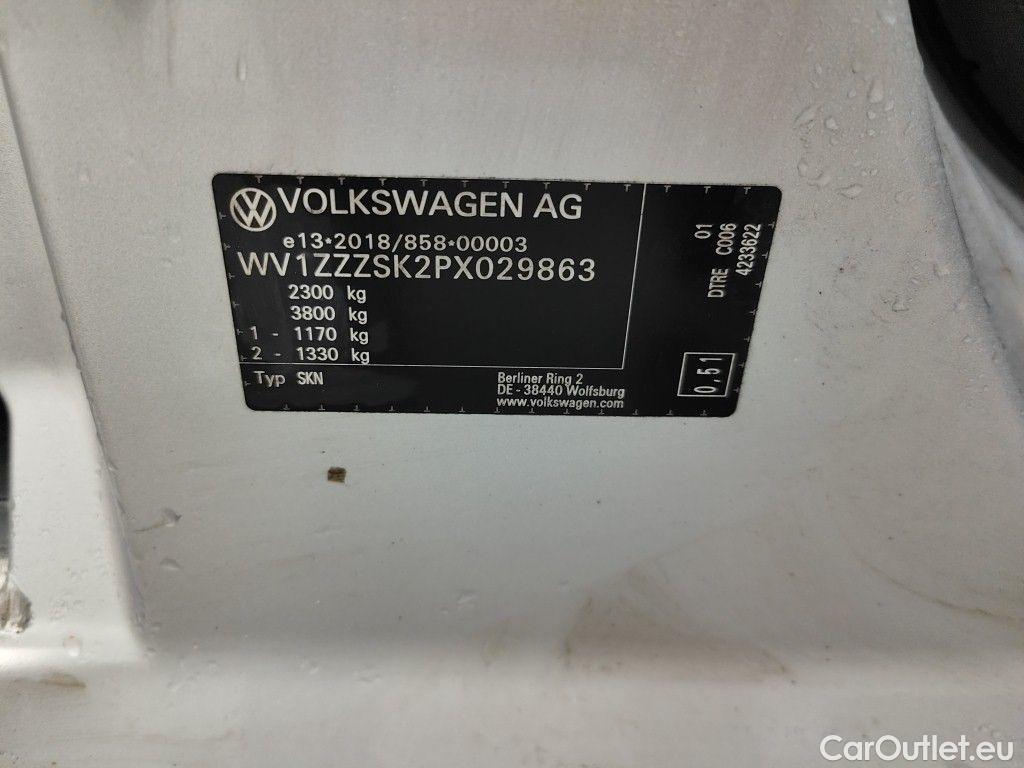 VOLKSWAGEN AG
e13*2018/858*00003
WV1ZZZSK2PX029863
2300 kg
3800 kg
1 - 1170 kg
2 - 1330 kg
Typ SKN
Berliner Ring 2
DE - 38440 Wolfsburg
www.volkswagen.com
01
DTRE C006
4233622
0,51
CarOutlet.eu